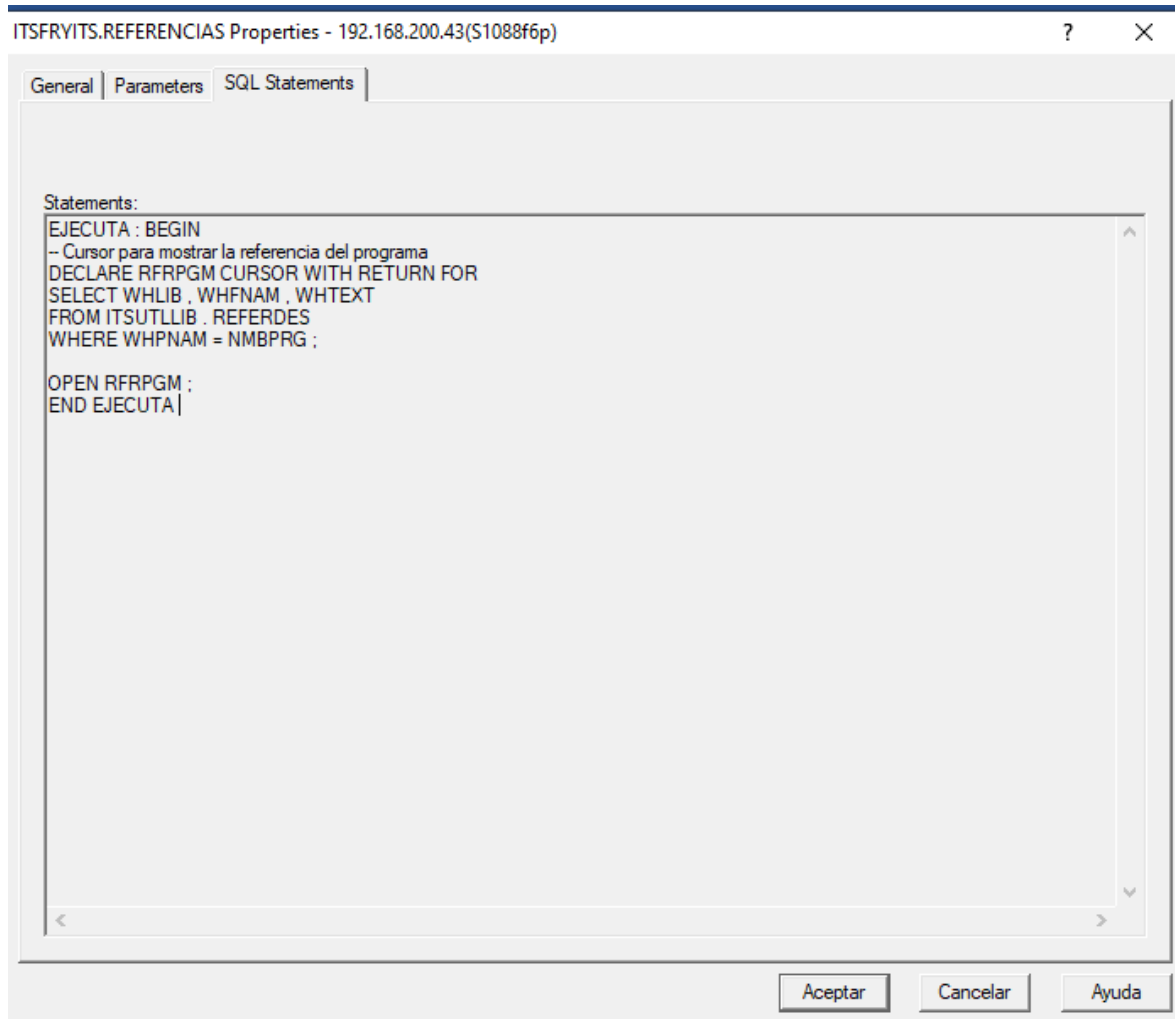 ITSFRYITS.REFERENCIAS Properties - 192.168.200.43(S1088f6p)
General Parameters SQL Statements
Statements:
EJECUTA : BEGIN
-- Cursor para mostrar la referencia del programa
DECLARE RFRPGM CURSOR WITH RETURN FOR
SELECT WHLIB , WHFNAM , WHTEXT
FROM ITSUTLLIB . REFERDES
WHERE WHPNAM = NMBPRG ;
OPEN RFRPGM ;
END EJECUTA
Aceptar Cancelar Ayuda